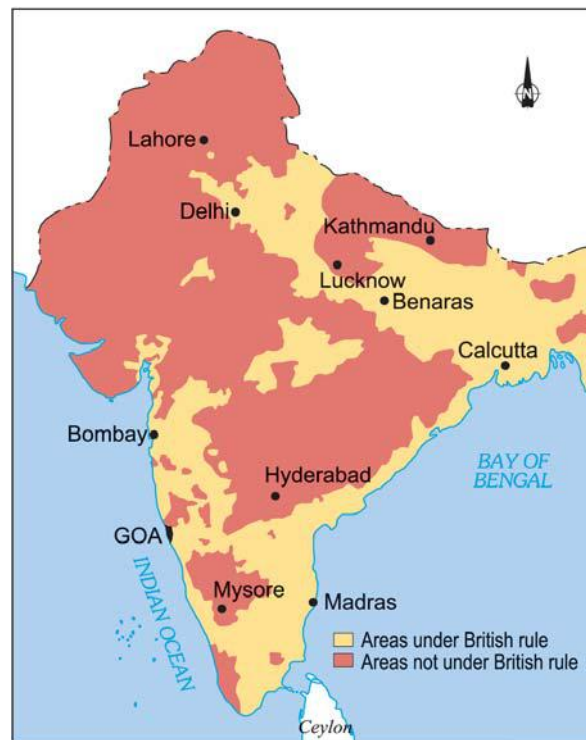 N
Lahore
Delhi
Kathmandu
Lucknow
Benaras
Calcutta
Bombay
Hyderabad
BAY OF
BENGAL
GOA
INDIAN OCEAN
Mysore
Madras
Areas under British rule
Areas not under British rule
Ceylon